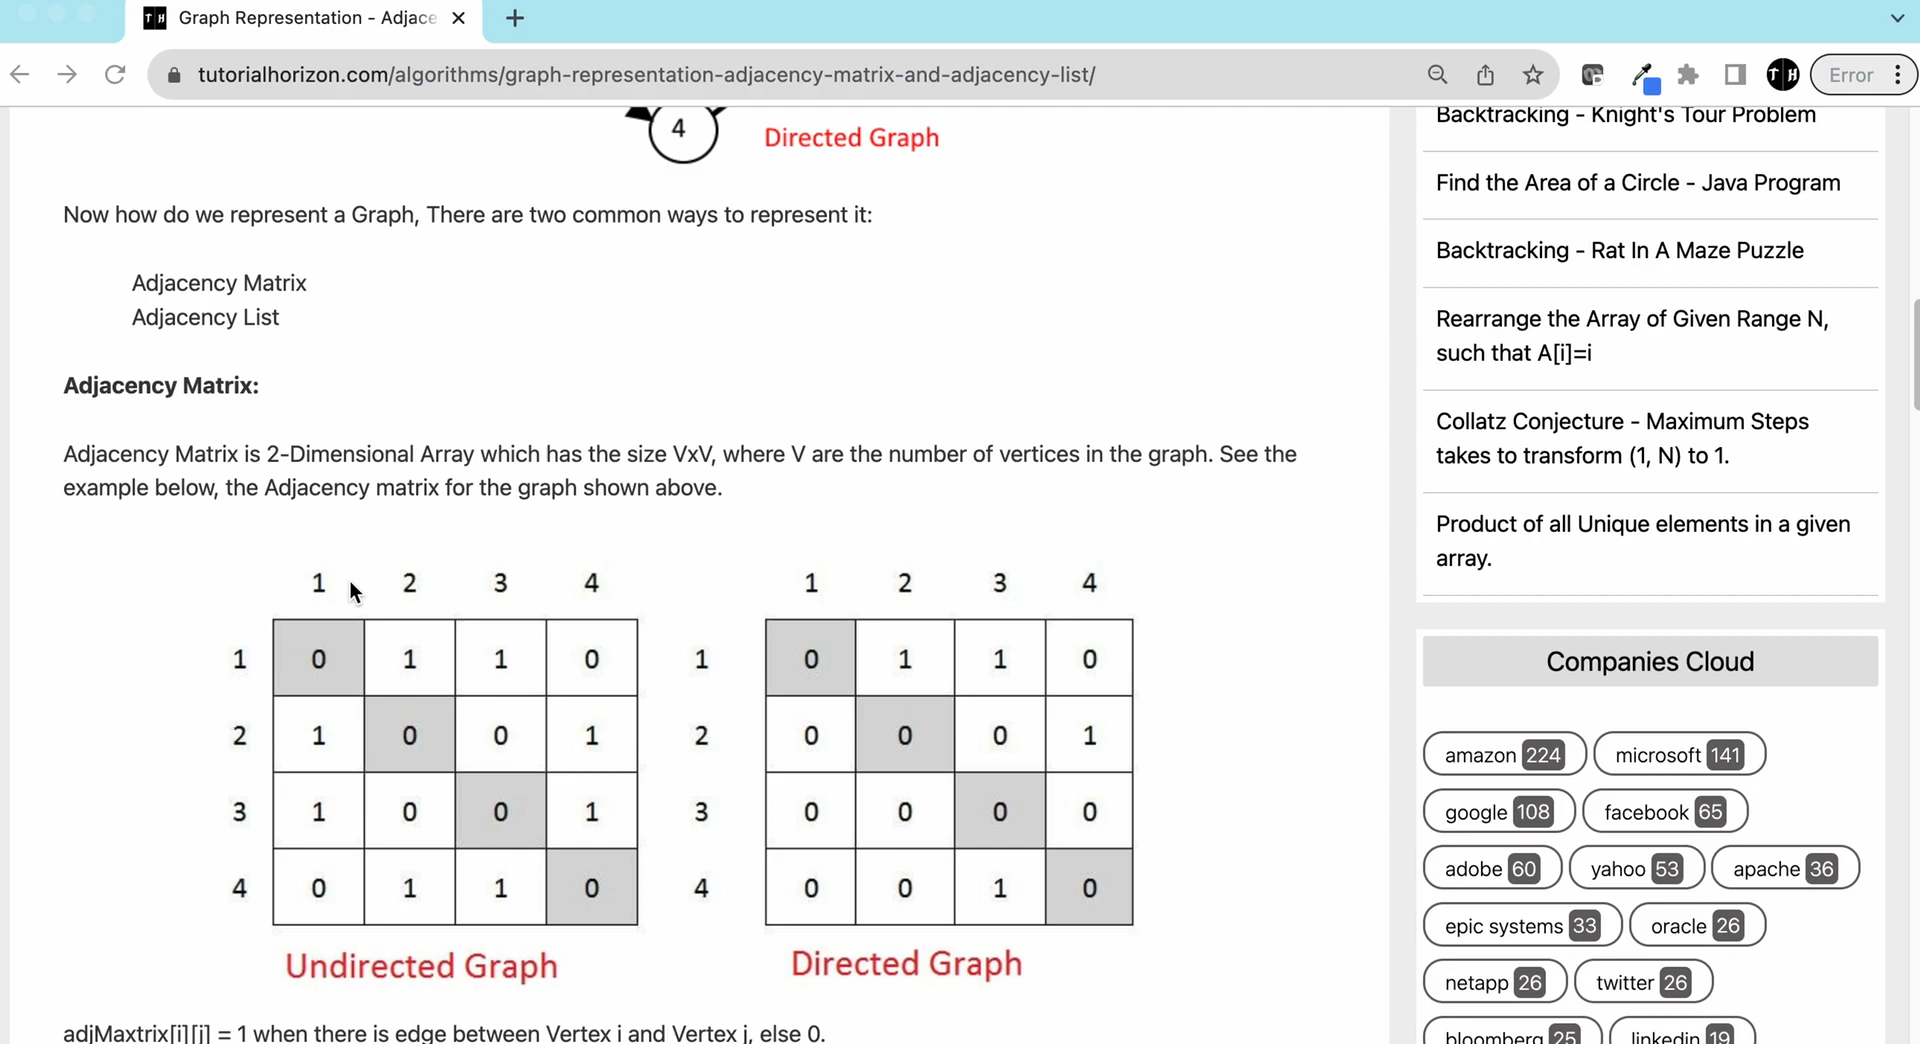 TH Graph Representation - Adjace
tutorialhorizon.com/algorithms/graph-representation-adjacency-matrix-and-adjacency-list/
TH
Error
4
Directed Graph
Now how do we represent a Graph, There are two common ways to represent it:
Adjacency Matrix
Adjacency List
Adjacency Matrix:
Adjacency Matrix is 2-Dimensional Array which has the size VxV, where V are the number of vertices in the graph. See the
example below, the Adjacency matrix for the graph shown above.
1 2 3 4
1 0 1 1 0
2 1 0 0 1
3 1 0 0 1
4 0 1 1 0
Undirected Graph
1 2 3 4
1 0 1 1 0
2 0 0 0 1
3 0 0 0 0
4 0 0 1 0
Directed Graph
adjMaxtrix[i][j] = 1 when there is edge between Vertex i and Vertex j, else 0.
Backtracking - Knight's Tour Problem
Find the Area of a Circle - Java Program
Backtracking - Rat In A Maze Puzzle
Rearrange the Array of Given Range N,
such that A[i]=i
Collatz Conjecture - Maximum Steps
takes to transform (1, N) to 1.
Product of all Unique elements in a given
array.
Companies Cloud
amazon 224 microsoft 141
google 108 facebook 65
adobe 60 yahoo 53 apache 36
epic systems 33 oracle 26
netapp 26 twitter 26
bloomberg 25 linkedin 19